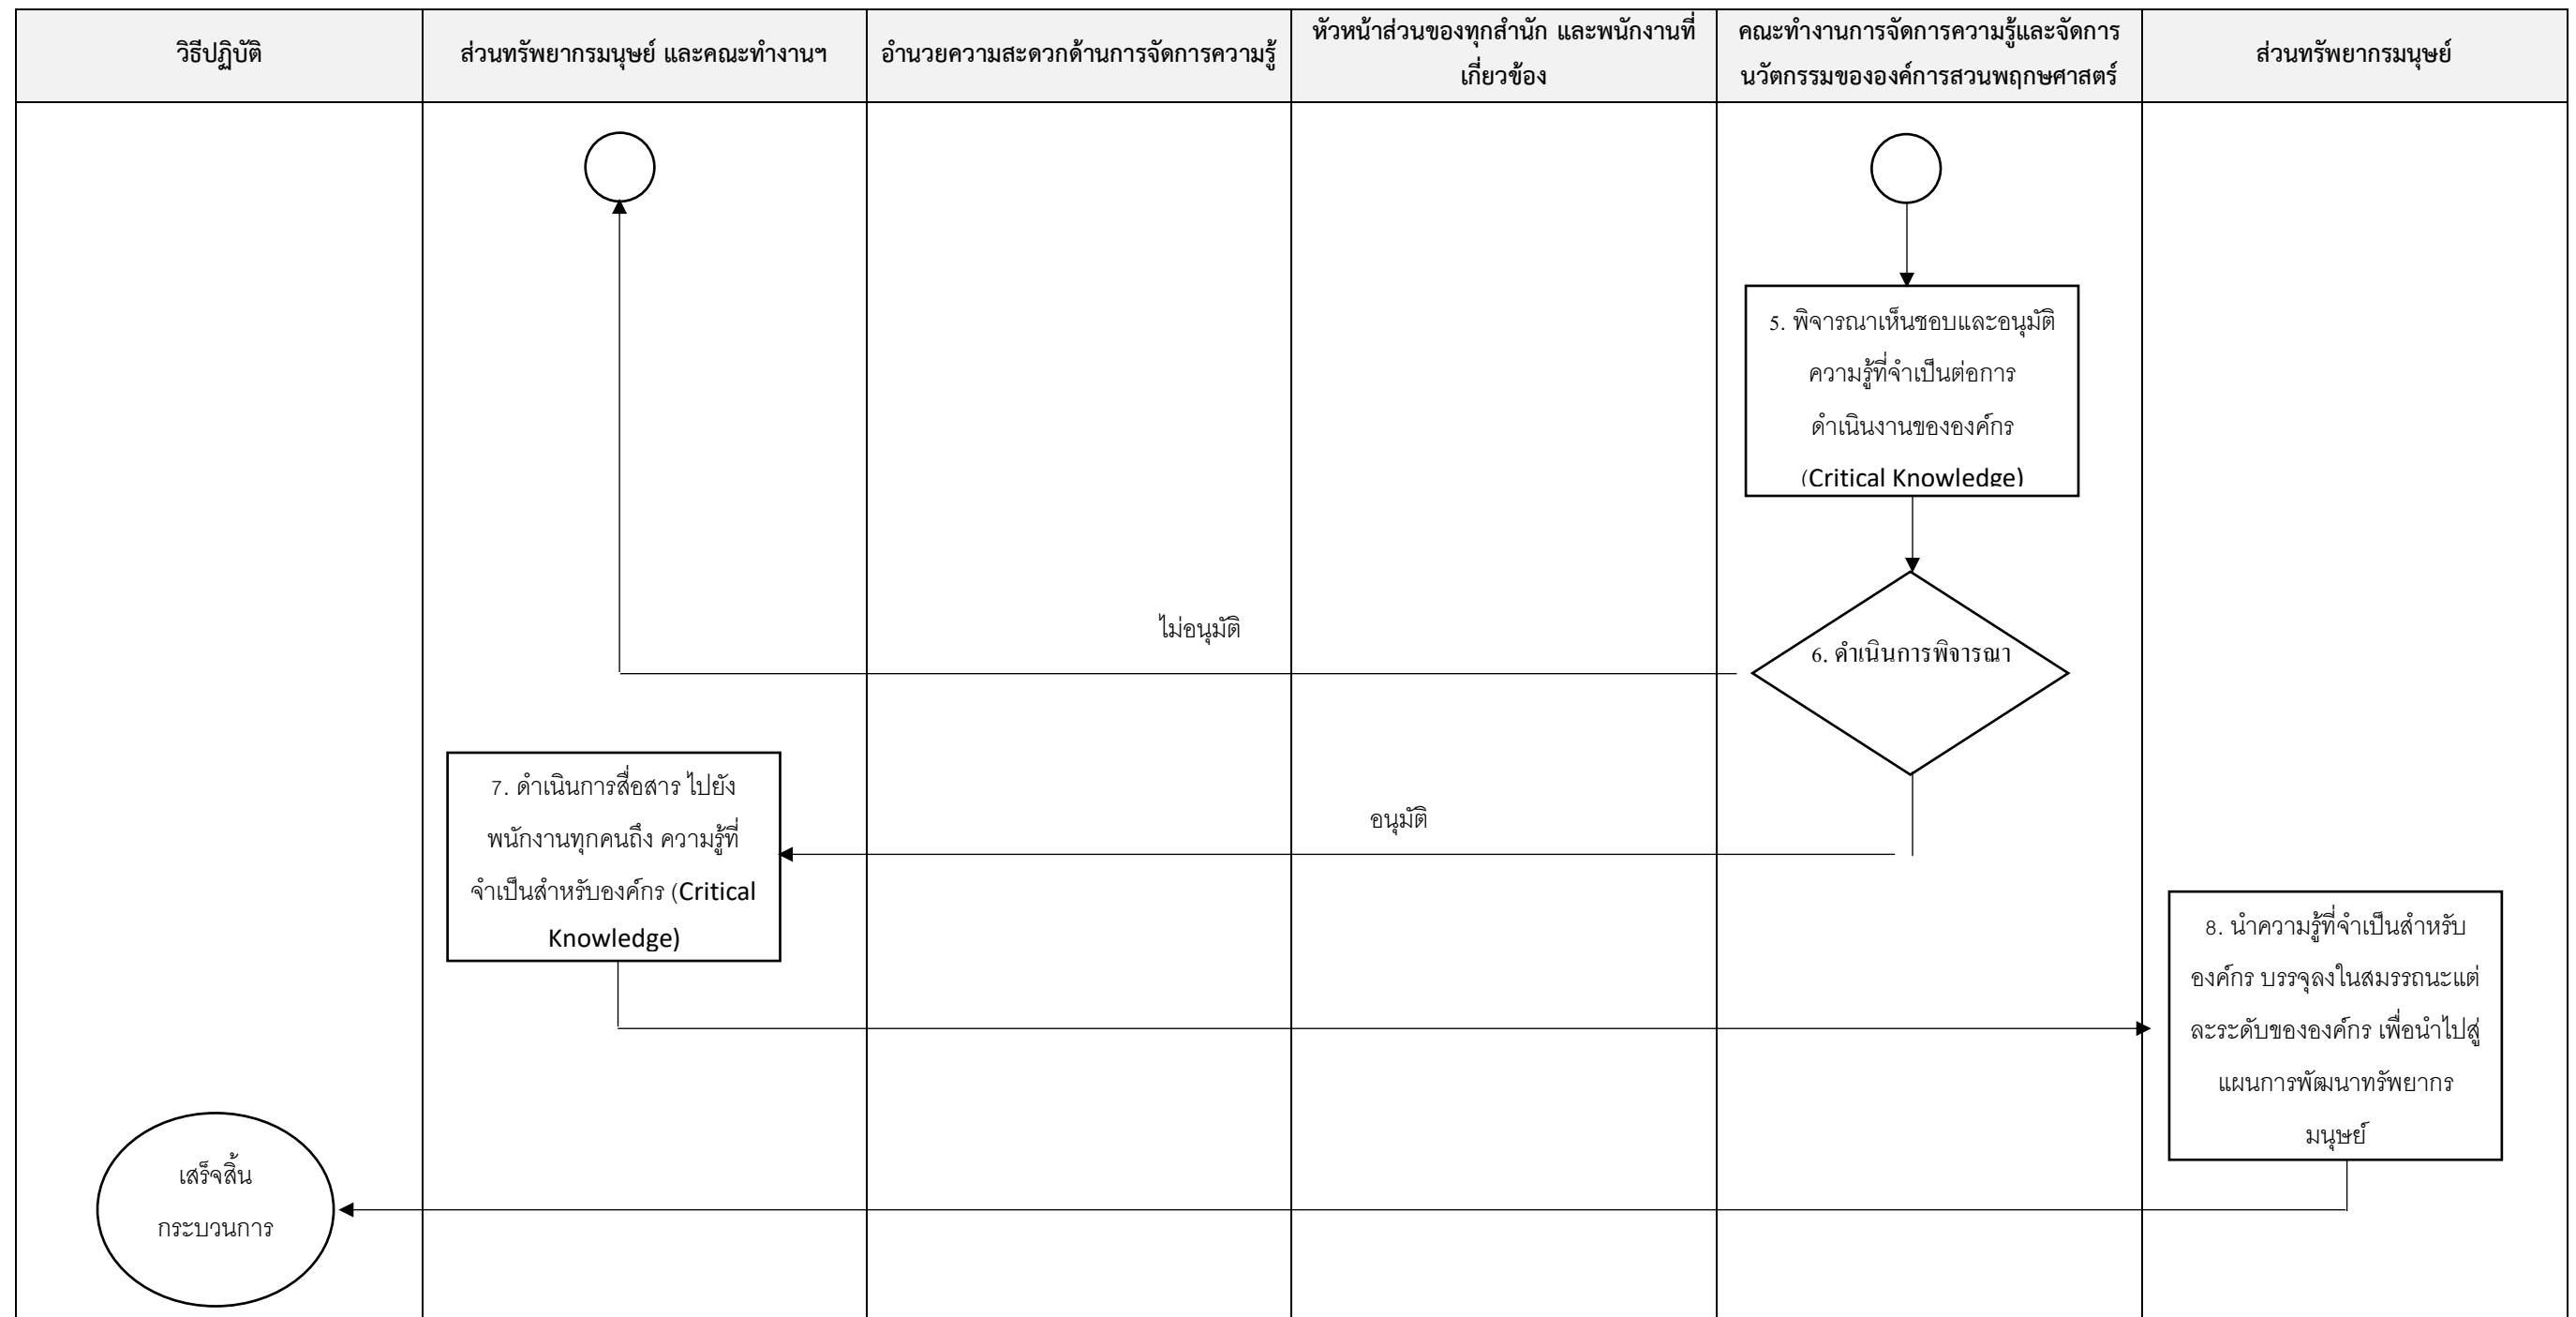 วิธีปฏิบัติ
ส่วนทรัพยากรมนุษย์ และคณะทำงานฯ
อำนวยความสะดวกด้านการจัดการความรู้
หัวหน้าส่วนของทุกสำนัก และพนักงานที่
เกี่ยวข้อง
คณะทำงานการจัดการความรู้และจัดการ
นวัตกรรมขององค์การสวนพฤกษศาสตร์
ส่วนทรัพยากรมนุษย์
5. พิจารณาเห็นชอบและอนุมัติ
ความรู้ที่จำเป็นต่อการ
ดำเนินงานขององค์กร
(Critical Knowledge)
ไม่อนุมัติ
6. ดำเนินการพิจารณา
7. ดำเนินการสื่อสาร ไปยัง
พนักงานทุกคนถึง ความรู้ที่
จำเป็นสำหรับองค์กร (Critical
Knowledge)
อนุมัติ
8. นำความรู้ที่จำเป็นสำหรับ
องค์กร บรรจุลงในสมรรถนะแต่
ละระดับขององค์กร เพื่อนำไปสู่
แผนการพัฒนาทรัพยากร
มนุษย์
เสร็จสิ้น
กระบวนการ